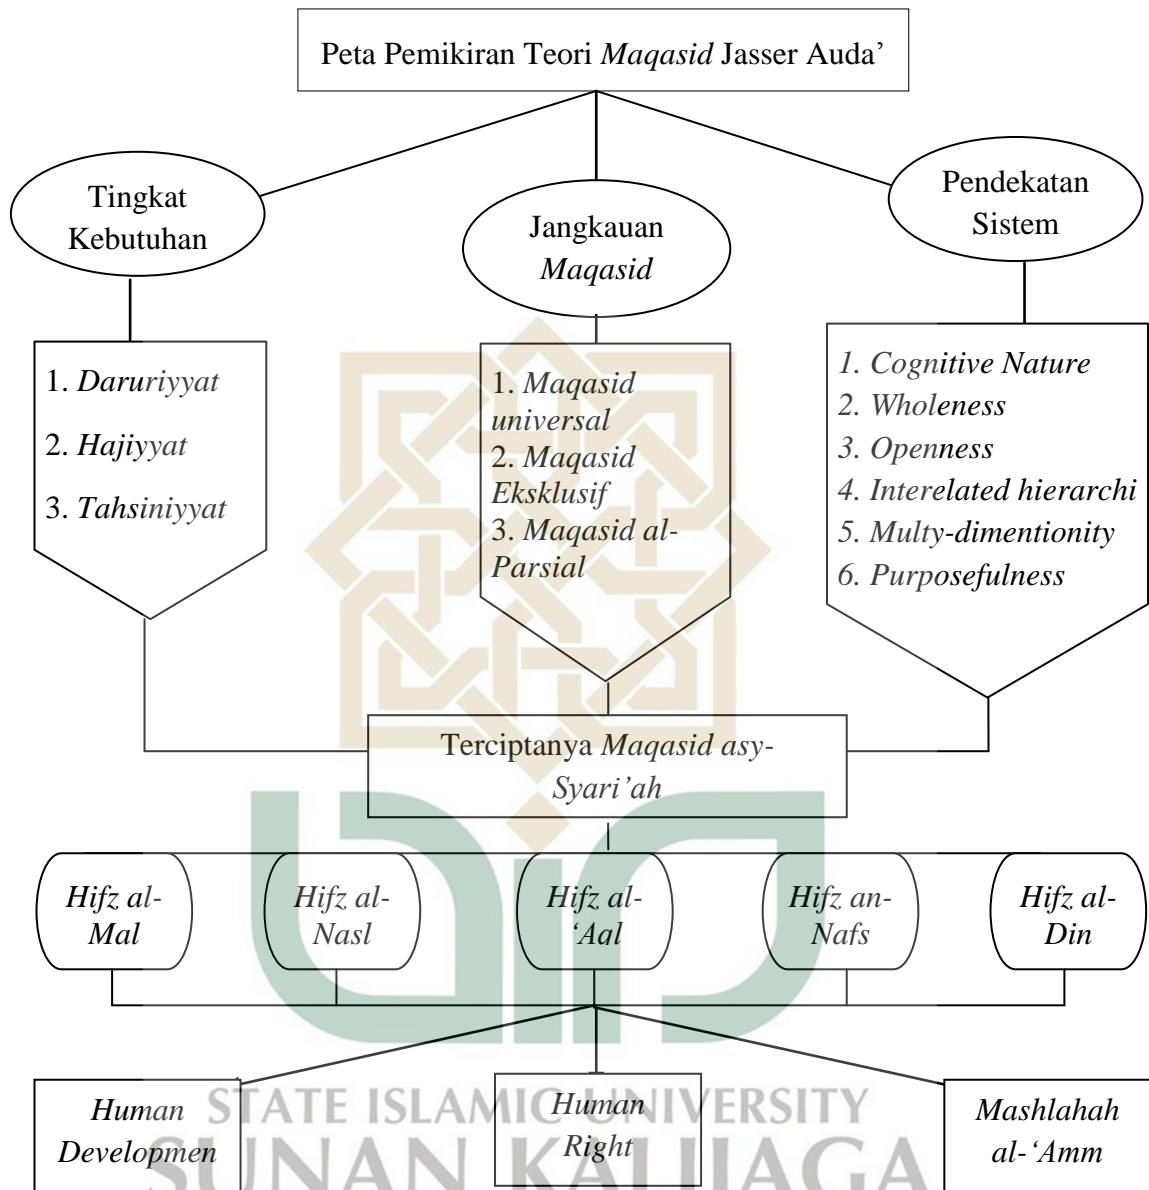 Peta Pemikiran Teori Maqasid Jasser Auda’
Tingkat
Kebutuhan
Jangkauan
Maqasid
Pendekatan
Sistem
1. Daruriyyat
2. Hajiyyat
3. Tahsiniyyat
1. Maqasid
universal
2. Maqasid
Eksklusif
3. Maqasid al-
Parsial
1. Cognitive Nature
2. Wholeness
3. Openness
4. Interelated hierarchi
5. Multy-dimentionity
6. Purposefulness
Terciptanya Maqasid asy-
Syari’ah
Hifz al-
Mal
Hifz al-
Nasl
Hifz al-
‘Aal
Hifz an-
Nafs
Hifz al-
Din
Human
Developmen
Human
Right
Mashlahah
al-‘Amm
STATE ISLAMIC UNIVERSITY
SUNAN KALIJAGA